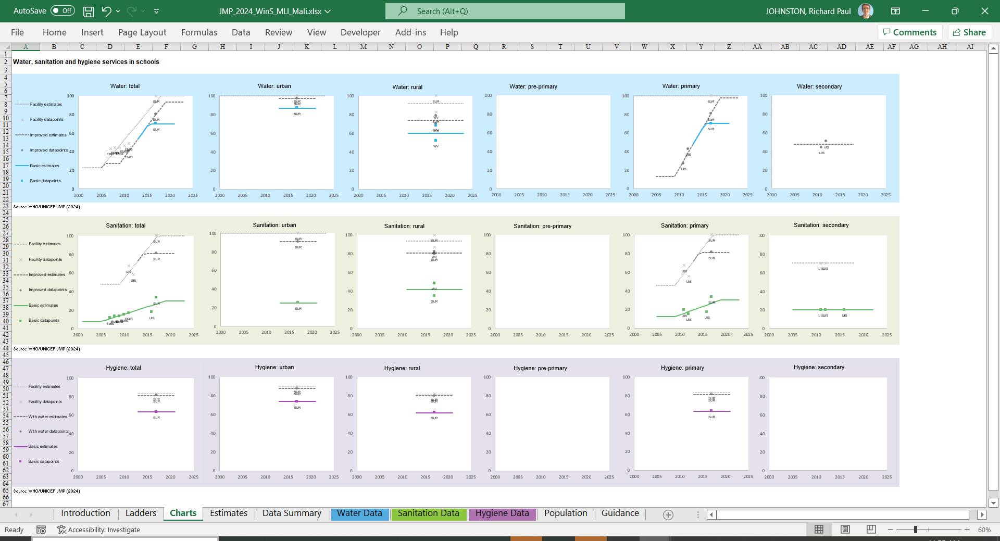 AutoSave Off JMP_2024_WinS_MLI_Mali.xlsx Search (Alt+Q) JOHNSTON, Richard Paul
File Home Insert Page Layout Formulas Data Review View Developer Add-ins Help Comments Share
A B C D E F G H I J K L M N O P Q R S T U V W X Y Z AA AB AC AD AE AF AG AH AI
Water, sanitation and hygiene services in schools
Water: total Water: urban Water: rural Water: pre-primary Water: primary Water: secondary
Facility estimates
Facility datapoints
Improved estimates
Improved datapoints
Basic estimates
Basic datapoints
100 80 60 40 20 0
2000 2005 2010 2015 2020 2025
SUR SUR SUR EMIS EMIS EMIS
100 80 60 40 20 0
2000 2005 2010 2015 2020 2025
SUR SUR SUR
100 80 60 40 20 0
2000 2005 2010 2015 2020 2025
SUR WV SUR WV
100 80 60 40 20 0
2000 2005 2010 2015 2020 2025
100 80 60 40 20 0
2000 2005 2010 2015 2020 2025
SUR SUR SUR UIS UIS
100 80 60 40 20 0
2000 2005 2010 2015 2020 2025
UIS UIS
Source: WHO/UNICEF JMP (2024)
Sanitation: total Sanitation: urban Sanitation: rural Sanitation: pre-primary Sanitation: primary Sanitation: secondary
Facility estimates
Facility datapoints
Improved estimates
Improved datapoints
Basic estimates
Basic datapoints
100 80 60 40 20 0
2000 2005 2010 2015 2020 2025
SUR SUR UIS UIS SUR UIS EMIS EMIS
100 80 60 40 20 0
2000 2005 2010 2015 2020 2025
SUR SUR SUR
100 80 60 40 20 0
2000 2005 2010 2015 2020 2025
SUR WV SUR WV SUR
100 80 60 40 20 0
2000 2005 2010 2015 2020 2025
100 80 60 40 20 0
2000 2005 2010 2015 2020 2025
SUR SUR UIS UIS SUR UIS UIS UIS
100 80 60 40 20 0
2000 2005 2010 2015 2020 2025
UIS UIS UIS UIS UIS
Source: WHO/UNICEF JMP (2024)
Hygiene: total Hygiene: urban Hygiene: rural Hygiene: pre-primary Hygiene: primary Hygiene: secondary
Facility estimates
Facility datapoints
With water estimates
With water datapoints
Basic estimates
Basic datapoints
100 80 60 40 20 0
2000 2005 2010 2015 2020 2025
SUR SUR SUR
100 80 60 40 20 0
2000 2005 2010 2015 2020 2025
SUR SUR SUR
100 80 60 40 20 0
2000 2005 2010 2015 2020 2025
SUR SUR SUR
100 80 60 40 20 0
2000 2005 2010 2015 2020 2025
100 80 60 40 20 0
2000 2005 2010 2015 2020 2025
SUR SUR SUR
100 80 60 40 20 0
2000 2005 2010 2015 2020 2025
Source: WHO/UNICEF JMP (2024)
Introduction Ladders Charts Estimates Data Summary Water Data Sanitation Data Hygiene Data Population Guidance
Ready Accessibility: Investigate 60%